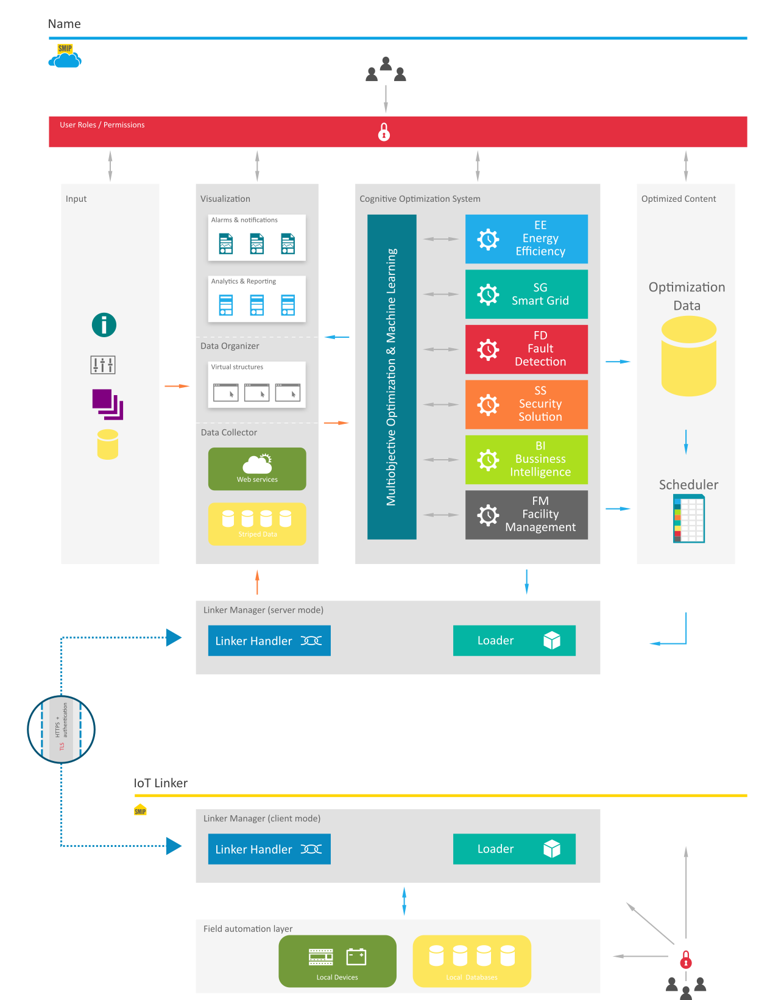 Name
SMIP
User Roles / Permissions
Input
Visualization
Alarms & notifications
Analytics & Reporting
Data Organizer
Virtual structures
Data Collector
Web services
Striped Data
Cognitive Optimization System
Multiobjective Optimization & Machine Learning
EE
Energy
Efficiency
SG
Smart Grid
FD
Fault
Detection
SS
Security
Solution
BI
Bussiness
Intelligence
FM
Facility
Management
Optimized Content
Optimization
Data
Scheduler
Linker Manager (server mode)
Linker Handler
Loader
HTTPS +
authentication
TLS
IoT Linker
SMIP
Linker Manager (client mode)
Linker Handler
Loader
Field automation layer
Local Devices
Local Databases